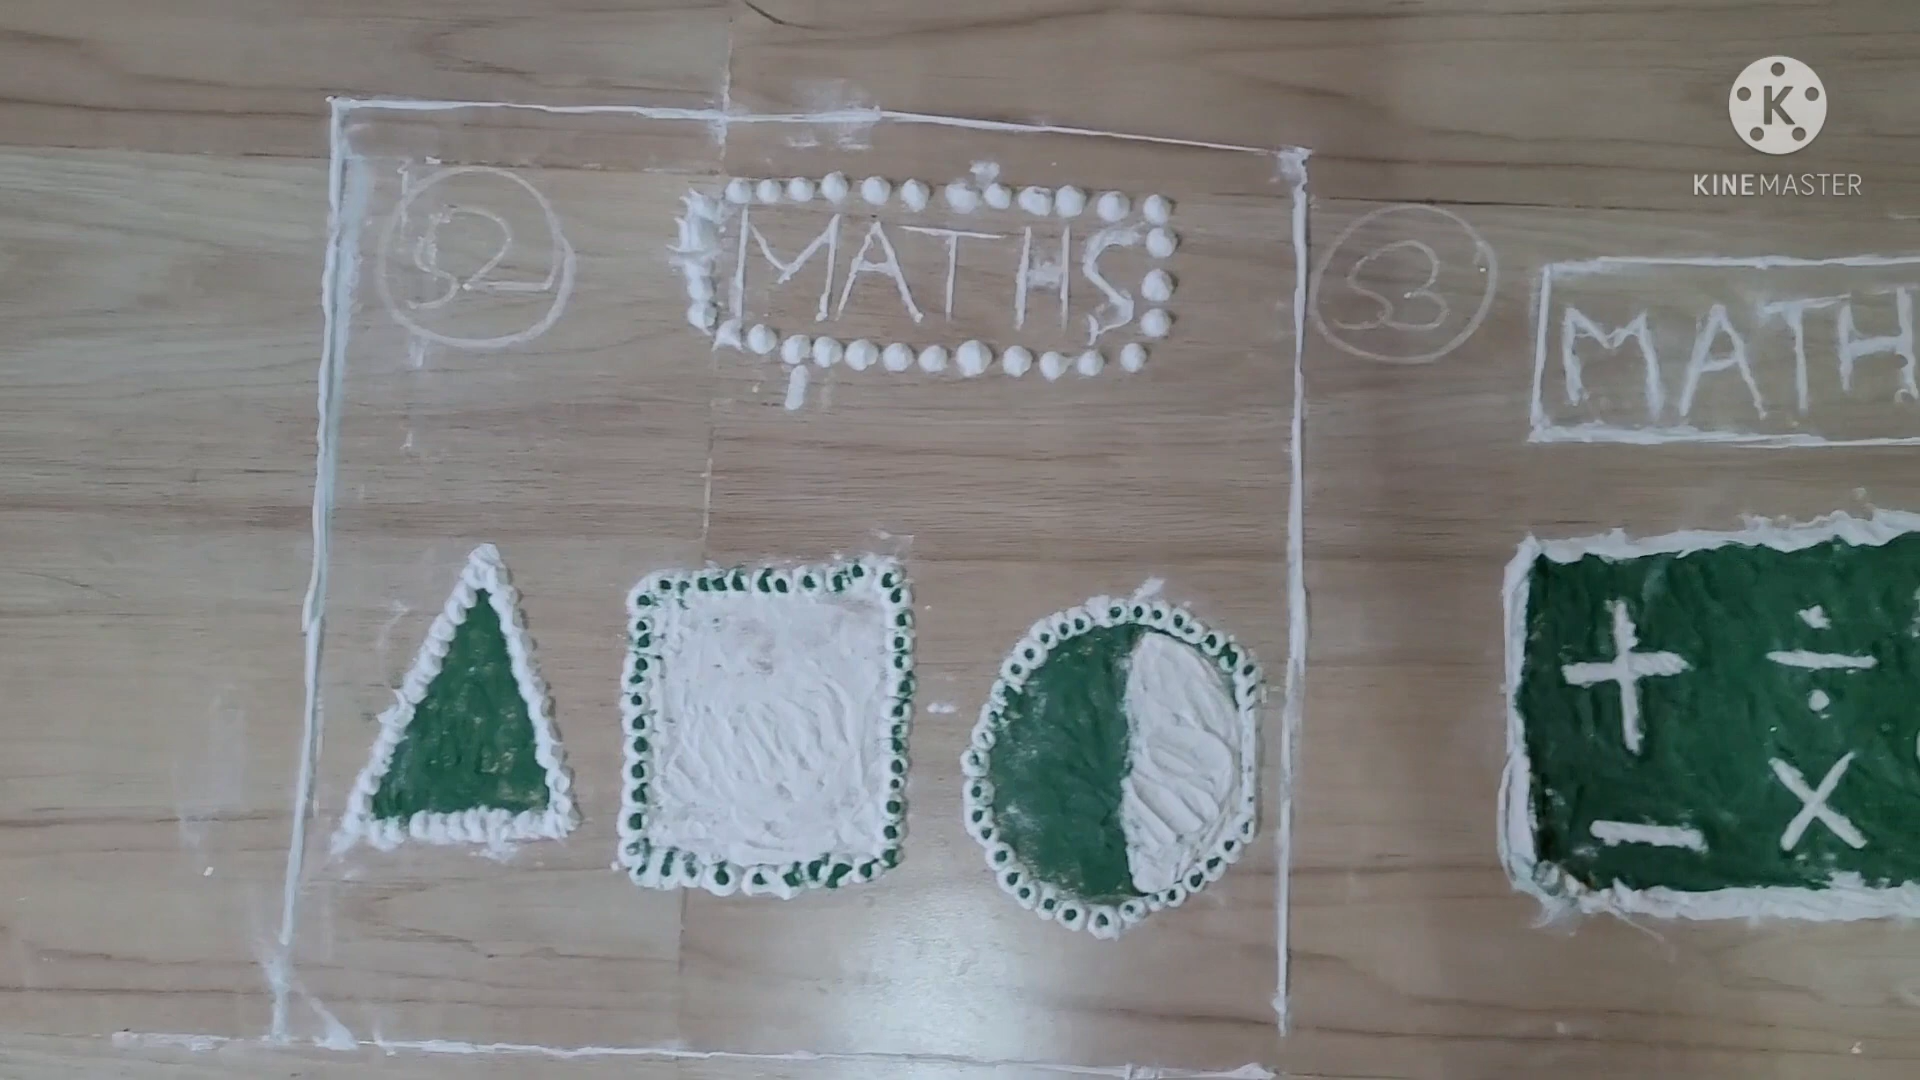 K
KINEMASTER
S2
MATHS
S3
MATH
+ ÷
− ×